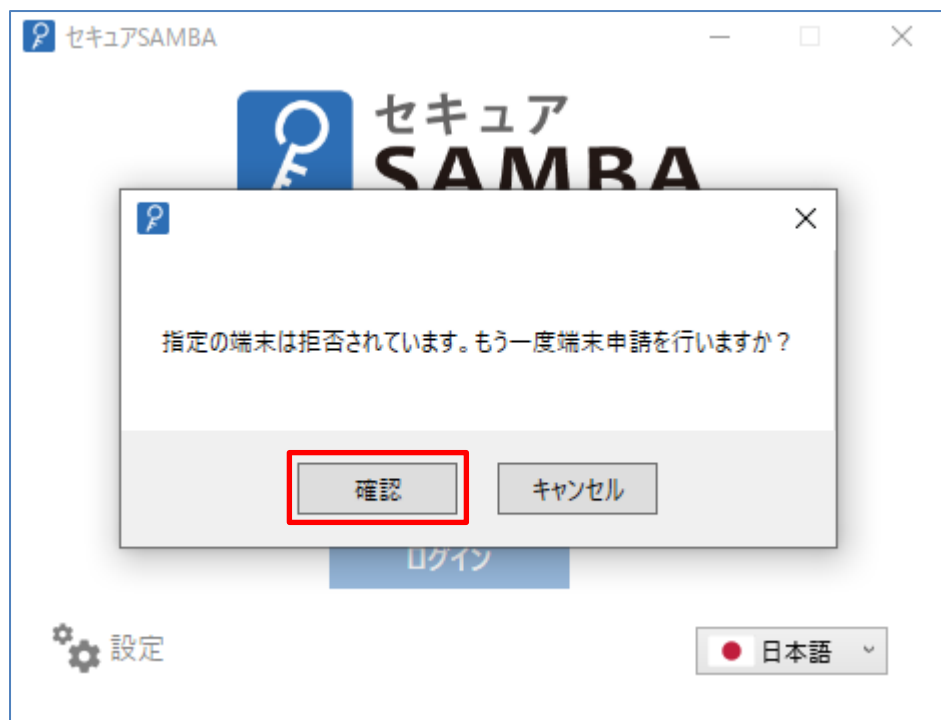 セキュアSAMBA
セキュア
SAMBA
指定の端末は拒否されています。もう一度端末申請を行いますか?
確認
キャンセル
ログイン
設定
日本語